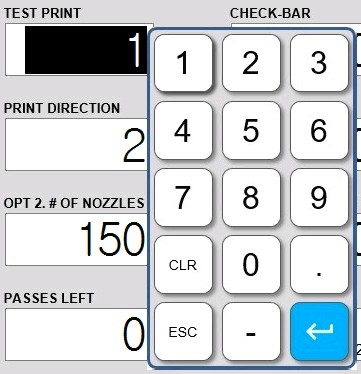 TEST PRINT
1
CHECK-BAR
PRINT DIRECTION
2
OPT 2. # OF NOZZLES
150
PASSES LEFT
0
1 2 3
4 5 6
7 8 9
CLR 0 .
ESC -